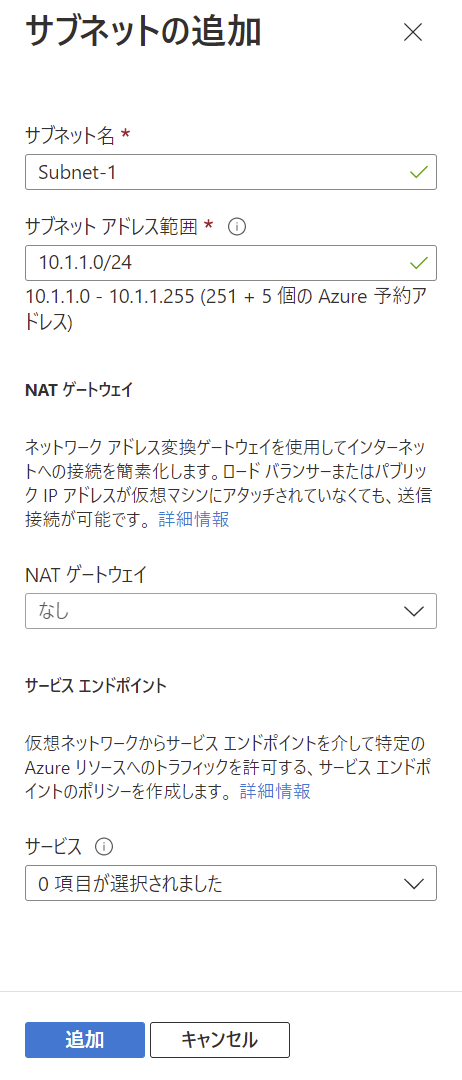 サブネットの追加
サブネット名 *
Subnet-1
サブネット アドレス範囲 *
10.1.1.0/24
10.1.1.0 - 10.1.1.255 (251 + 5 個の Azure 予約ア
ドレス)
NAT ゲートウェイ
ネットワーク アドレス変換ゲートウェイを使用してインターネッ
トへの接続を簡素化します。ロード バランサーまたはパブリッ
ク IP アドレスが仮想マシンにアタッチされていなくても、送信
接続が可能です。 詳細情報
NAT ゲートウェイ
なし
サービス エンドポイント
仮想ネットワークからサービス エンドポイントを介して特定の
Azure リソースへのトラフィックを許可する、サービス エンドポ
イントのポリシーを作成します。 詳細情報
サービス
0 項目が選択されました
追加 キャンセル